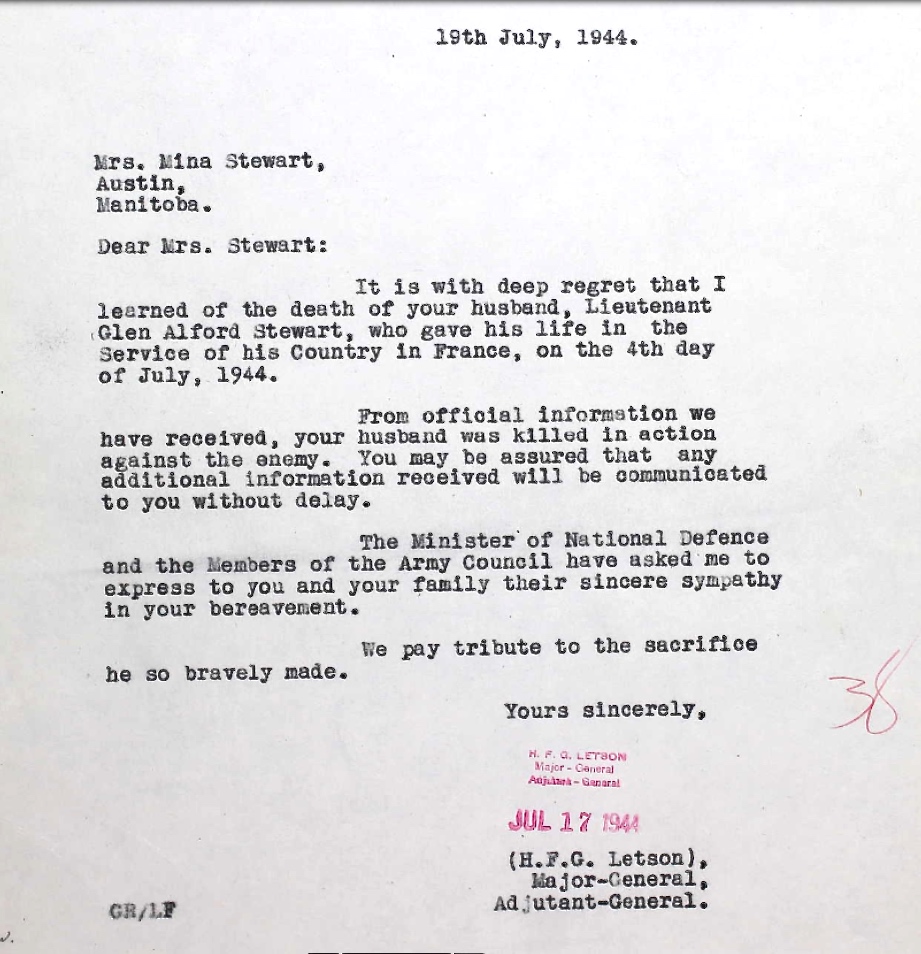 19th July, 1944.
Mrs. Mina Stewart,
Austin,
Manitoba.
Dear Mrs. Stewart:
It is with deep regret that I
learned of the death of your husband, Lieutenant
Glen Alford Stewart, who gave his life in the
Service of his Country in France, on the 4th day
of July, 1944.
From official information we
have received, your husband was killed in action
against the enemy. You may be assured that any
additional information received will be communicated
to you without delay.
The Minister of National Defence
and the Members of the Army Council have asked me to
express to you and your family their sincere sympathy
in your bereavement.
We pay tribute to the sacrifice
he so bravely made.
Yours sincerely,
38
H. F. G. LETSON
Major - General
Adjutant - General
JUL 17 1944
(H.F.G. Letson),
Major-General,
Adjutant-General.
GR/LF